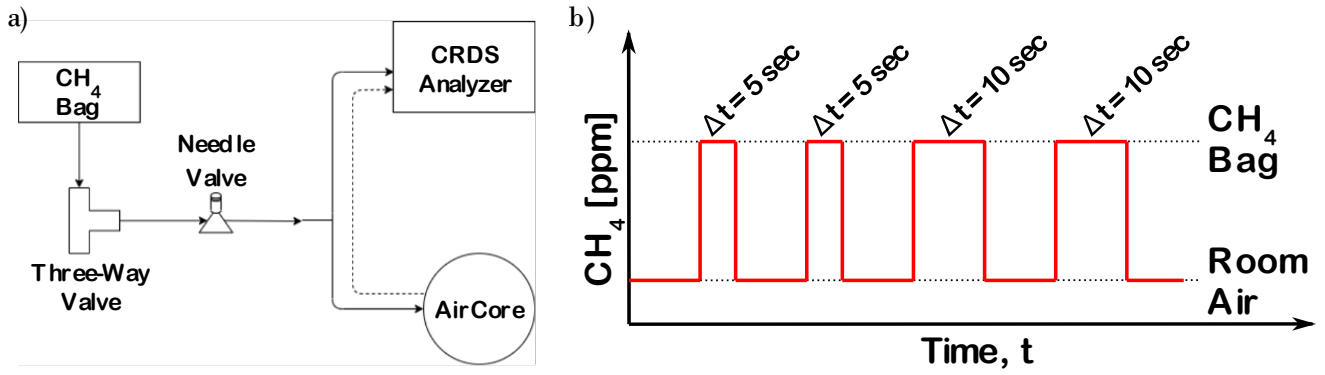 a)
CH4
Bag
CRDS
Analyzer
Needle
Valve
Three-Way
Valve
AirCore
b)
CH4 [ppm]
Δt = 5 sec
Δt = 5 sec
Δt = 10 sec
Δt = 10 sec
CH4
Bag
Room
Air
Time, t